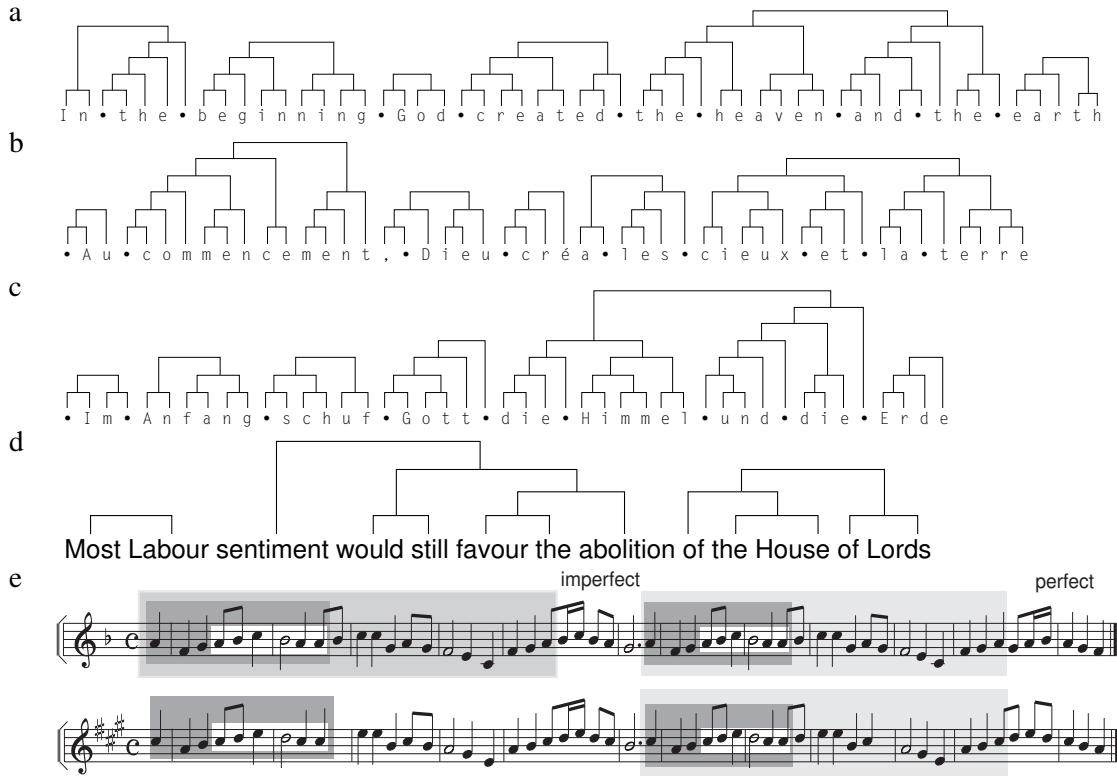 a
In•the•beginning•God•created•the•heaven•and•the•earth
b
•Au•commencement,•Dieu•créa•les•cieux•et•la•terre
c
•Im•Anfang•schuf•Gott•die•Himmel•und•die•Erde
d
Most Labour sentiment would still favour the abolition of the House of Lords
e
imperfect perfect